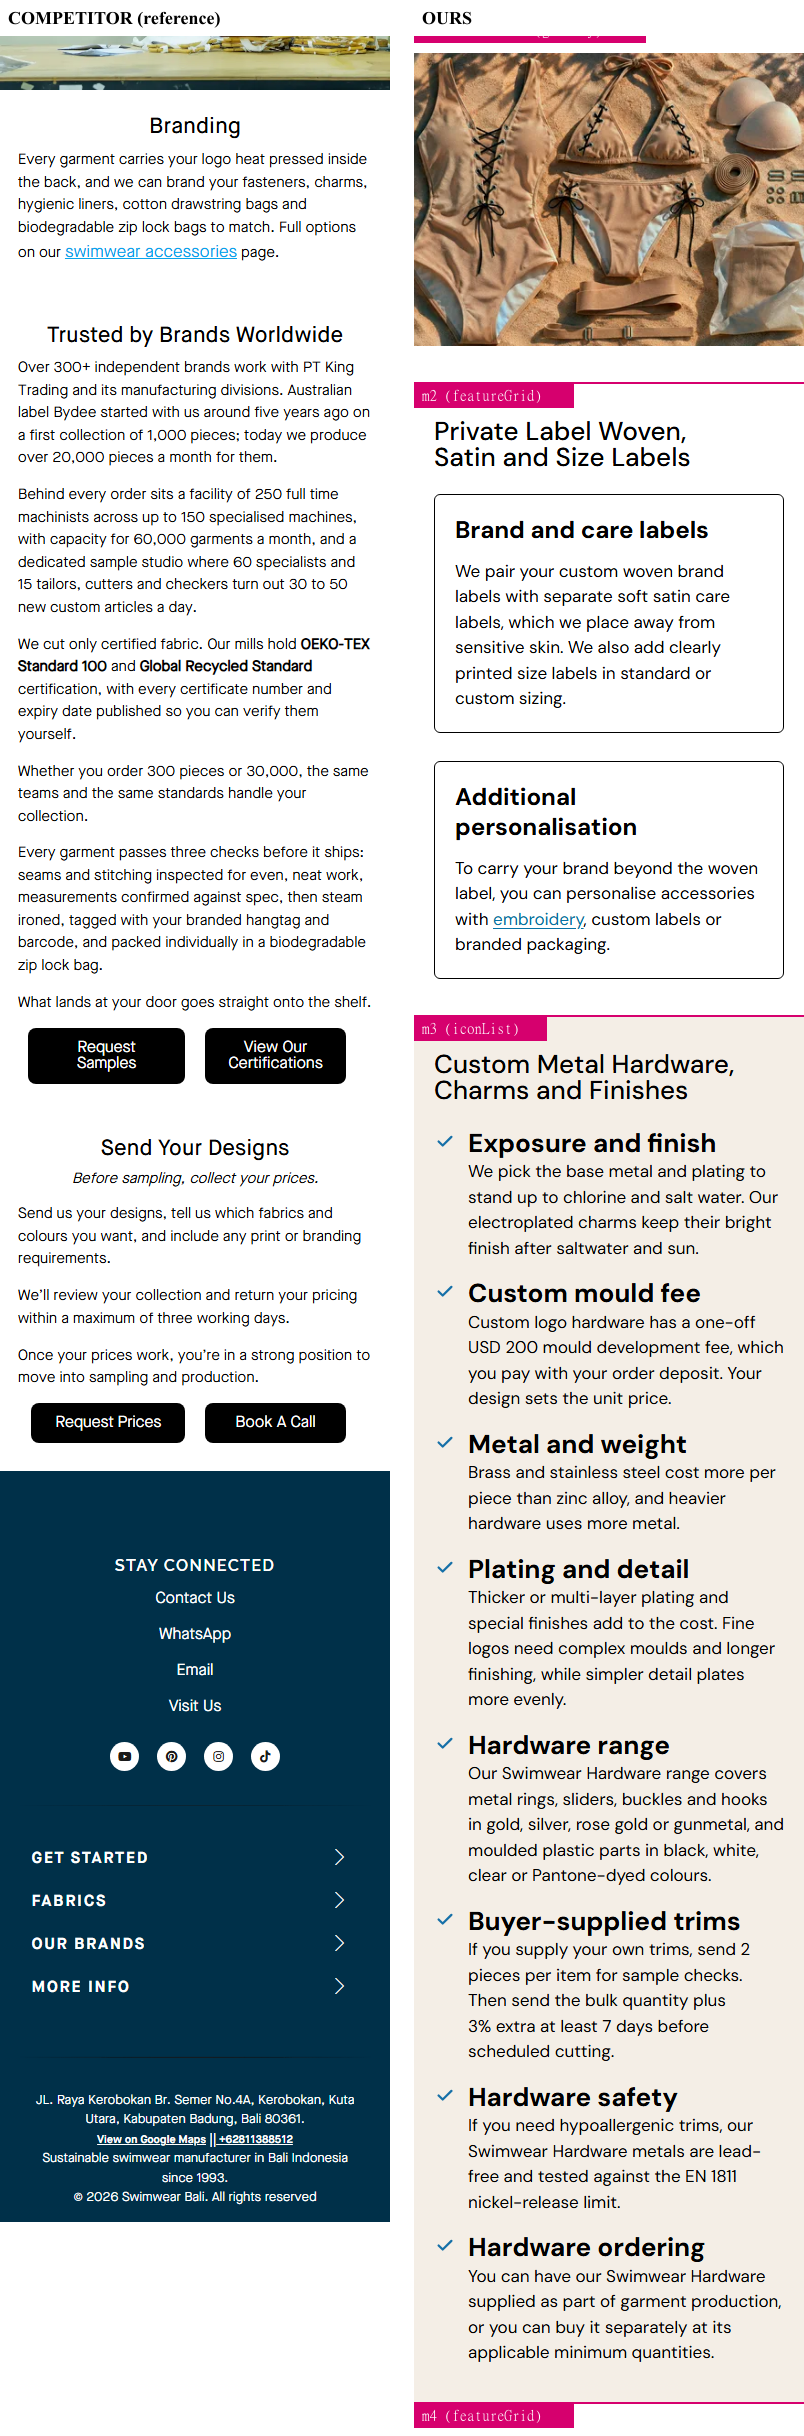 COMPETITOR (reference)
Branding
Every garment carries your logo heat pressed inside
the back, and we can brand your fasteners, charms,
hygienic liners, cotton drawstring bags and
biodegradable zip lock bags to match. Full options
on our swimwear accessories page.
Trusted by Brands Worldwide
Over 300+ independent brands work with PT King
Trading and its manufacturing divisions. Australian
label Bydee started with us around five years ago on
a first collection of 1,000 pieces; today we produce
over 20,000 pieces a month for them.
Behind every order sits a facility of 250 full time
machinists across up to 150 specialised machines,
with capacity for 60,000 garments a month, and a
dedicated sample studio where 60 specialists and
15 tailors, cutters and checkers turn out 30 to 50
new custom articles a day.
We cut only certified fabric. Our mills hold OEKO-TEX
Standard 100 and Global Recycled Standard
certification, with every certificate number and
expiry date published so you can verify them
yourself.
Whether you order 300 pieces or 30,000, the same
teams and the same standards handle your
collection.
Every garment passes three checks before it ships:
seams and stitching inspected for even, neat work,
measurements confirmed against spec, then steam
ironed, tagged with your branded hangtag and
barcode, and packed individually in a biodegradable
zip lock bag.
What lands at your door goes straight onto the shelf.
Request
Samples
View Our
Certifications
Send Your Designs
Before sampling, collect your prices.
Send us your designs, tell us which fabrics and
colours you want, and include any print or branding
requirements.
We'll review your collection and return your pricing
within a maximum of three working days.
Once your prices work, you're in a strong position to
move into sampling and production.
Request Prices
Book A Call
STAY CONNECTED
Contact Us
WhatsApp
Email
Visit Us
GET STARTED
FABRICS
OUR BRANDS
MORE INFO
JL. Raya Kerobokan Br. Semer No.4A, Kerobokan, Kuta
Utara, Kabupaten Badung, Bali 80361.
View on Google Maps || +62811388512
Sustainable swimwear manufacturer in Bali Indonesia
since 1993.
© 2026 Swimwear Bali. All rights reserved
OURS
m2 (featureGrid)
Private Label Woven,
Satin and Size Labels
Brand and care labels
We pair your custom woven brand
labels with separate soft satin care
labels, which we place away from
sensitive skin. We also add clearly
printed size labels in standard or
custom sizing.
Additional
personalisation
To carry your brand beyond the woven
label, you can personalise accessories
with embroidery, custom labels or
branded packaging.
m3 (iconList)
Custom Metal Hardware,
Charms and Finishes
Exposure and finish
We pick the base metal and plating to
stand up to chlorine and salt water. Our
electroplated charms keep their bright
finish after saltwater and sun.
Custom mould fee
Custom logo hardware has a one-off
USD 200 mould development fee, which
you pay with your order deposit. Your
design sets the unit price.
Metal and weight
Brass and stainless steel cost more per
piece than zinc alloy, and heavier
hardware uses more metal.
Plating and detail
Thicker or multi-layer plating and
special finishes add to the cost. Fine
logos need complex moulds and longer
finishing, while simpler detail plates
more evenly.
Hardware range
Our Swimwear Hardware range covers
metal rings, sliders, buckles and hooks
in gold, silver, rose gold or gunmetal, and
moulded plastic parts in black, white,
clear or Pantone-dyed colours.
Buyer-supplied trims
If you supply your own trims, send 2
pieces per item for sample checks.
Then send the bulk quantity plus
3% extra at least 7 days before
scheduled cutting.
Hardware safety
If you need hypoallergenic trims, our
Swimwear Hardware metals are lead-
free and tested against the EN 1811
nickel-release limit.
Hardware ordering
You can have our Swimwear Hardware
supplied as part of garment production,
or you can buy it separately at its
applicable minimum quantities.
m4 (featureGrid)